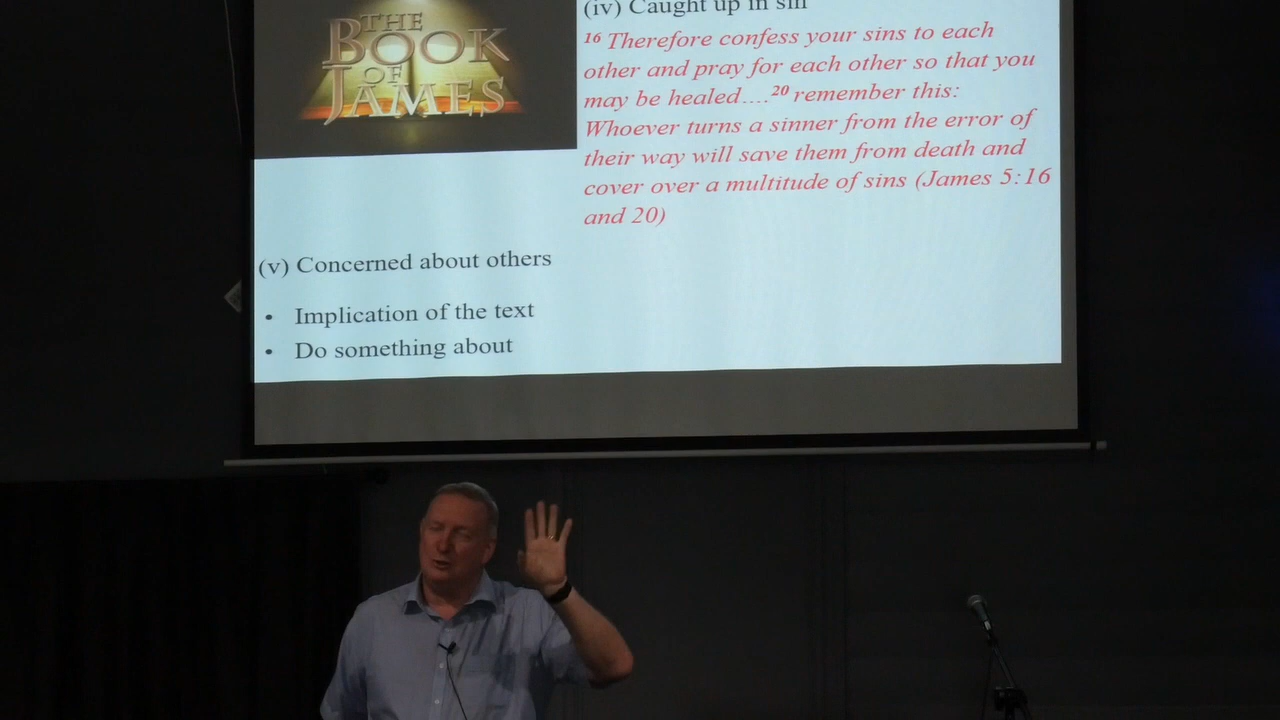 THE
BOOK
OF
JAMES
(iv) Caught up in sin
16 Therefore confess your sins to each
other and pray for each other so that you
may be healed….20 remember this:
Whoever turns a sinner from the error of
their way will save them from death and
cover over a multitude of sins (James 5:16
and 20)
(v) Concerned about others
• Implication of the text
• Do something about